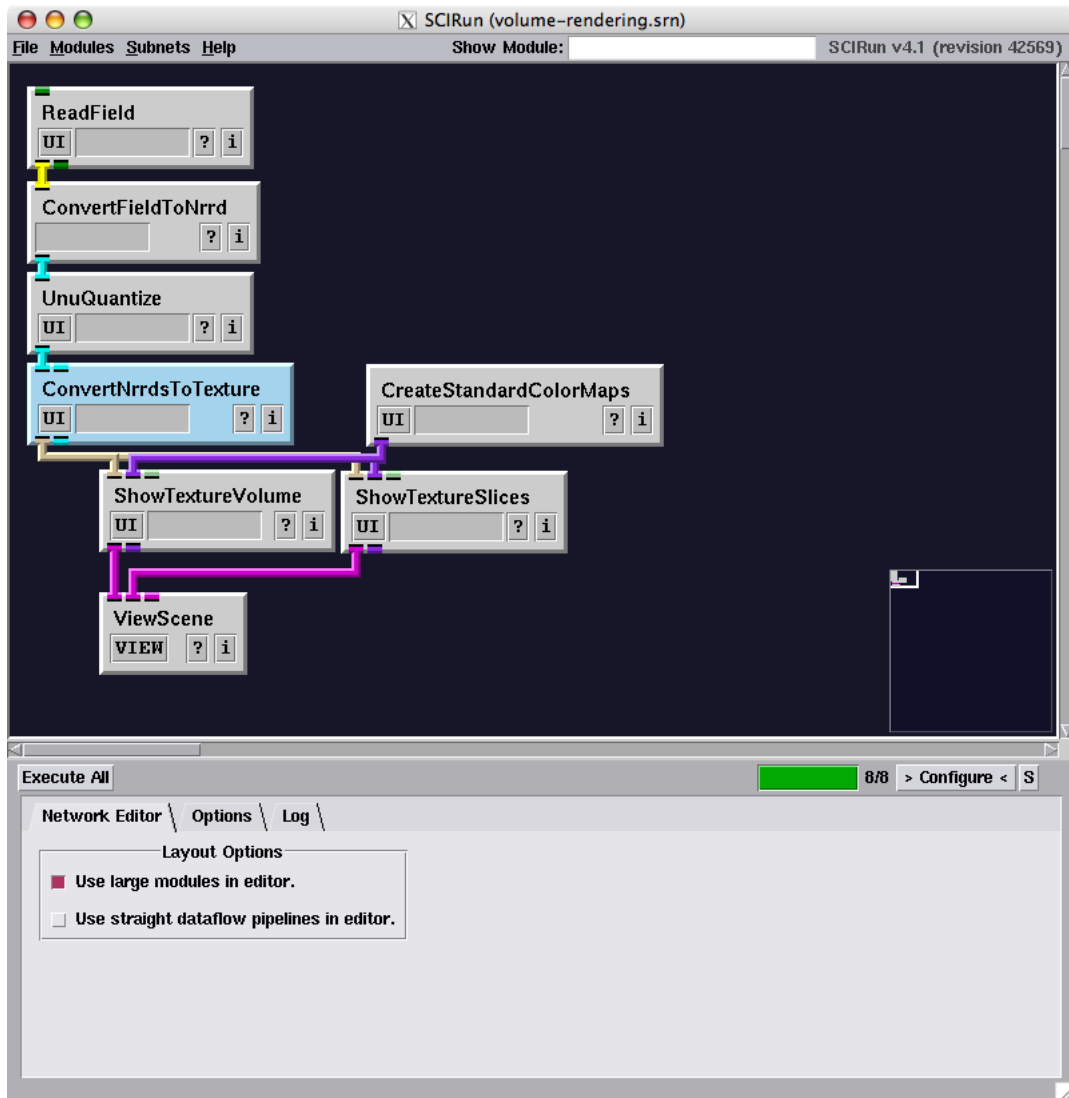 SCIRun (volume-rendering.srn)
File Modules Subnets Help Show Module: SCIRun v4.1 (revision 42569)
ReadField
UI ? i
ConvertFieldToNrrd
? i
UnuQuantize
UI ? i
ConvertNrrdsToTexture CreateStandardColorMaps
UI ? i UI ? i
ShowTextureVolume ShowTextureSlices
UI ? i UI ? i
ViewScene
VIEW ? i
Execute All 8/8 > Configure < S
Network Editor \ Options \ Log \
Layout Options
Use large modules in editor.
Use straight dataflow pipelines in editor.